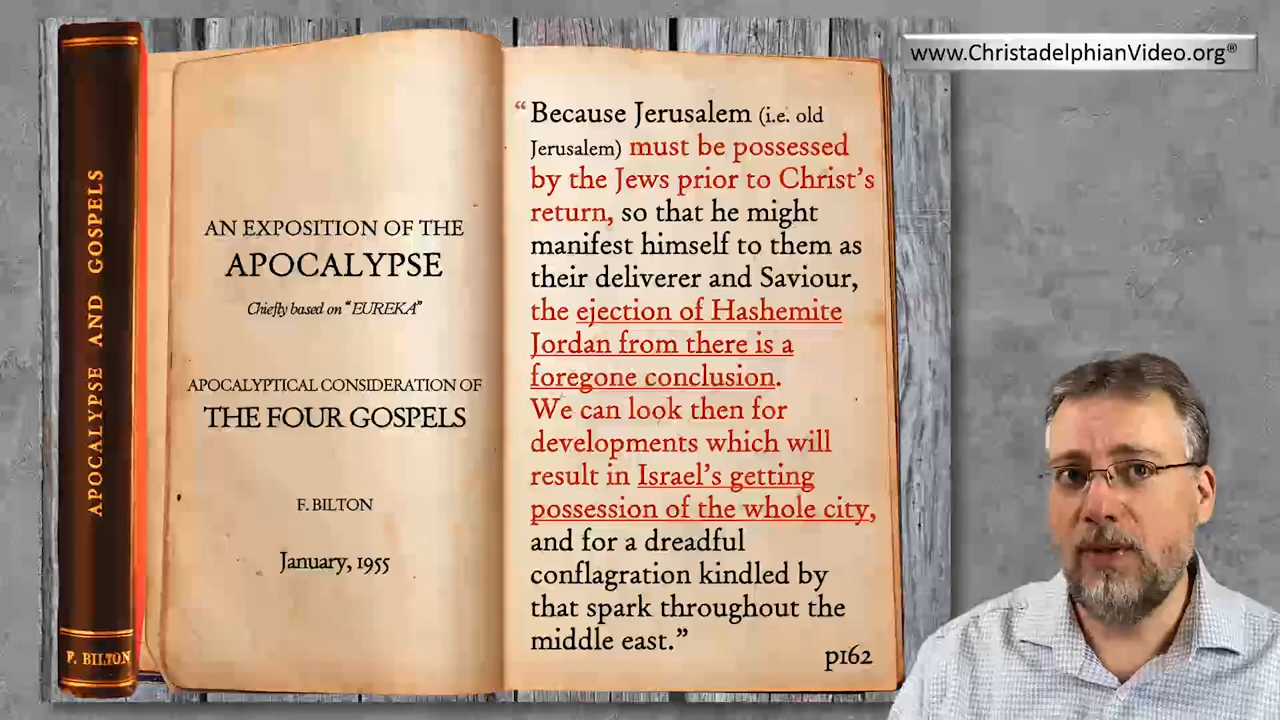 www.ChristadelphianVideo.org®
APOCALYPSE AND GOSPELS
F. BILTON
AN EXPOSITION OF THE
APOCALYPSE
Chiefly based on “EUREKA”
APOCALYPTICAL CONSIDERATION OF
THE FOUR GOSPELS
F. BILTON
January, 1955
“Because Jerusalem (i.e. old
Jerusalem) must be possessed
by the Jews prior to Christ’s
return, so that he might
manifest himself to them as
their deliverer and Saviour,
the ejection of Hashemite
Jordan from there is a
foregone conclusion.
We can look then for
developments which will
result in Israel’s getting
possession of the whole city,
and for a dreadful
conflagration kindled by
that spark throughout the
middle east.”
p162